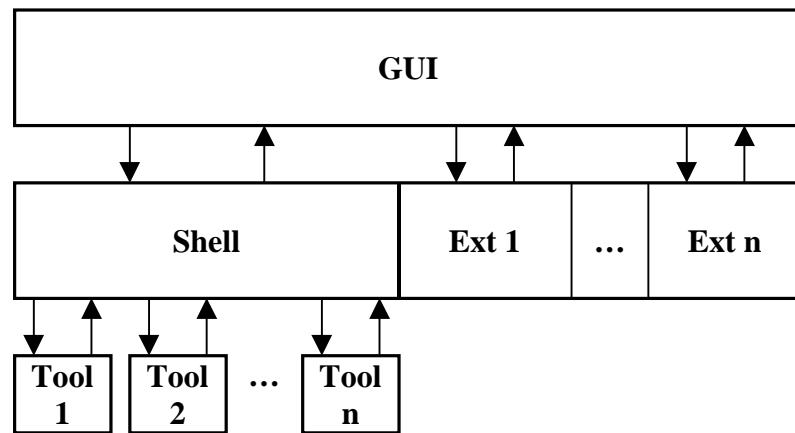 GUI
Shell Ext 1 … Ext n
Tool Tool … Tool
1 2 n